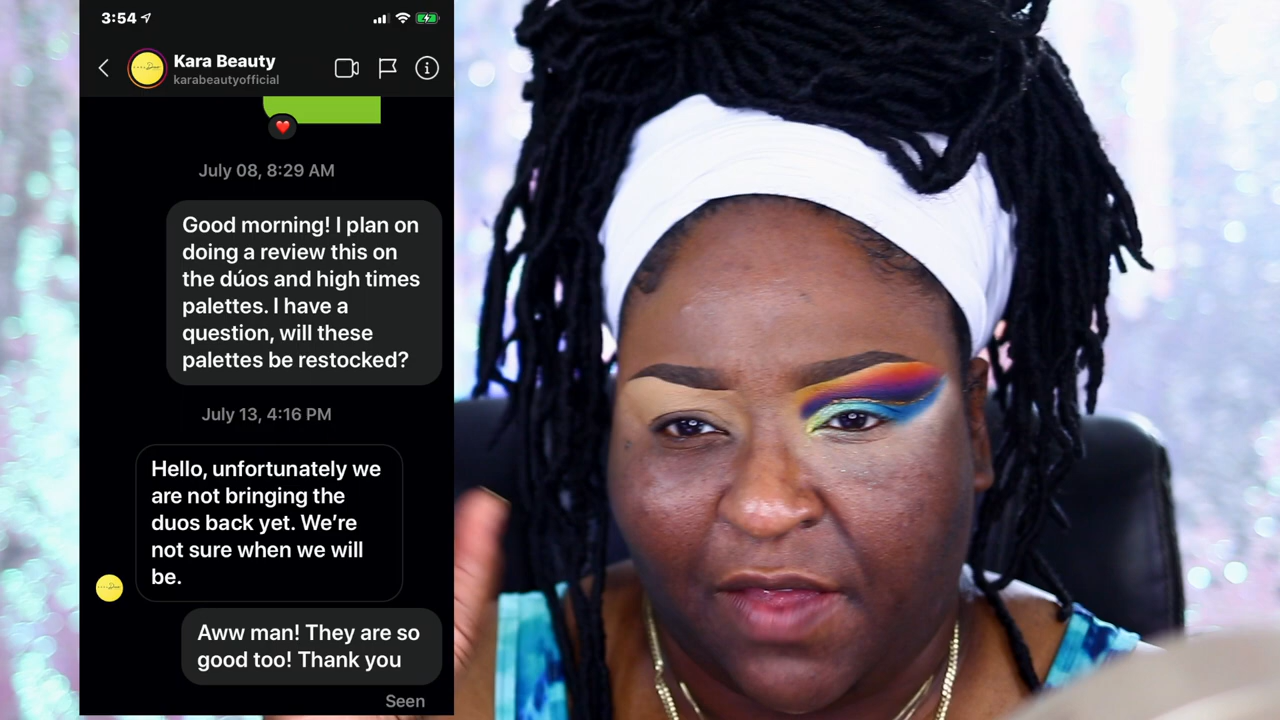 3:54
Kara Beauty
karabeautyofficial
July 08, 8:29 AM
Good morning! I plan on
doing a review this on
the dúos and high times
palettes. I have a
question, will these
palettes be restocked?
July 13, 4:16 PM
Hello, unfortunately we
are not bringing the
duos back yet. We’re
not sure when we will
be.
Aww man! They are so
good too! Thank you
Seen